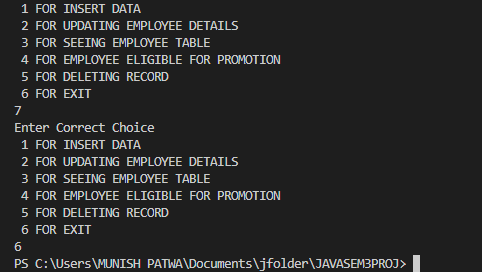 1 FOR INSERT DATA
2 FOR UPDATING EMPLOYEE DETAILS
3 FOR SEEING EMPLOYEE TABLE
4 FOR EMPLOYEE ELIGIBLE FOR PROMOTION
5 FOR DELETING RECORD
6 FOR EXIT
7
Enter Correct Choice
1 FOR INSERT DATA
2 FOR UPDATING EMPLOYEE DETAILS
3 FOR SEEING EMPLOYEE TABLE
4 FOR EMPLOYEE ELIGIBLE FOR PROMOTION
5 FOR DELETING RECORD
6 FOR EXIT
6
PS C:\Users\MUNISH PATWA\Documents\jfolder\JAVASEM3PROJ>